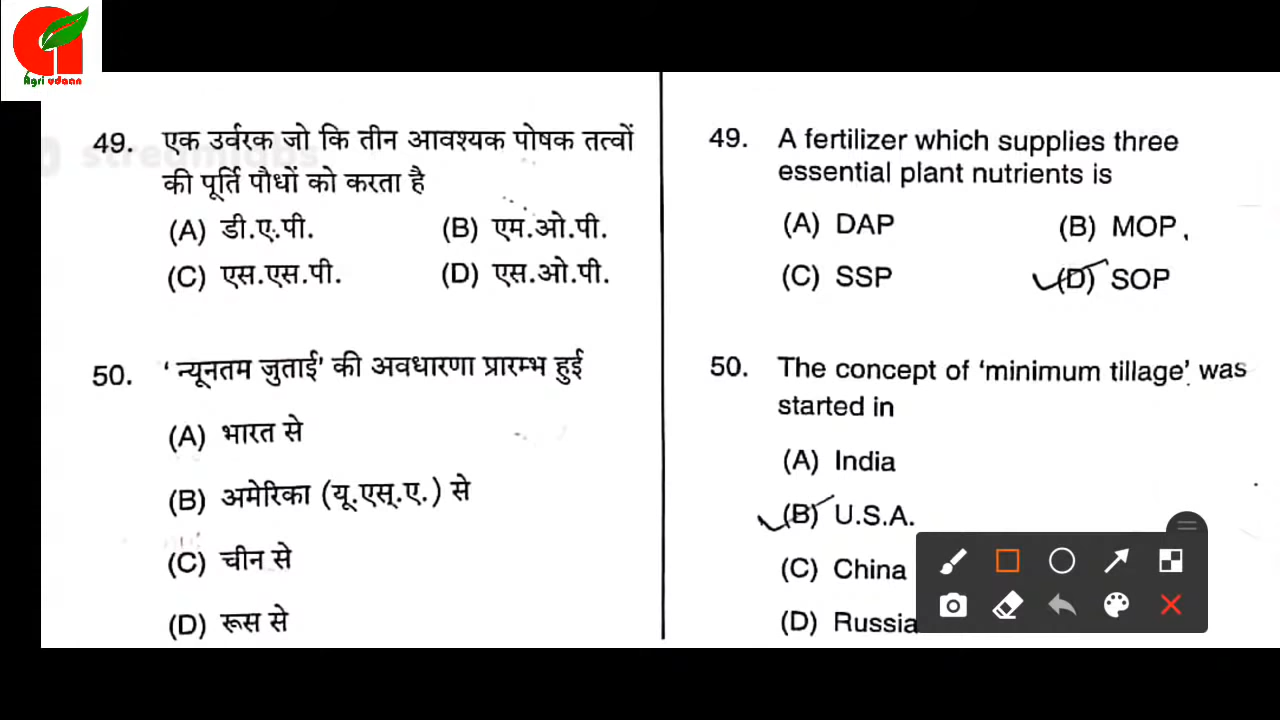 Agri udaan
streamlabs
49. एक उर्वरक जो कि तीन आवश्यक पोषक तत्वों
की पूर्ति पौधों को करता है
(A) डी.ए.पी. (B) एम.ओ.पी.
(C) एस.एस.पी. (D) एस.ओ.पी.
50. ‘ न्यूनतम जुताई’ की अवधारणा प्रारम्भ हुई
(A) भारत से
(B) अमेरिका (यू.एस्.ए.) से
(C) चीन से
(D) रूस से
49. A fertilizer which supplies three
essential plant nutrients is
(A) DAP (B) MOP
(C) SSP (D) SOP
50. The concept of ‘minimum tillage’ was
started in
(A) India
(B) U.S.A.
(C) China
(D) Russia